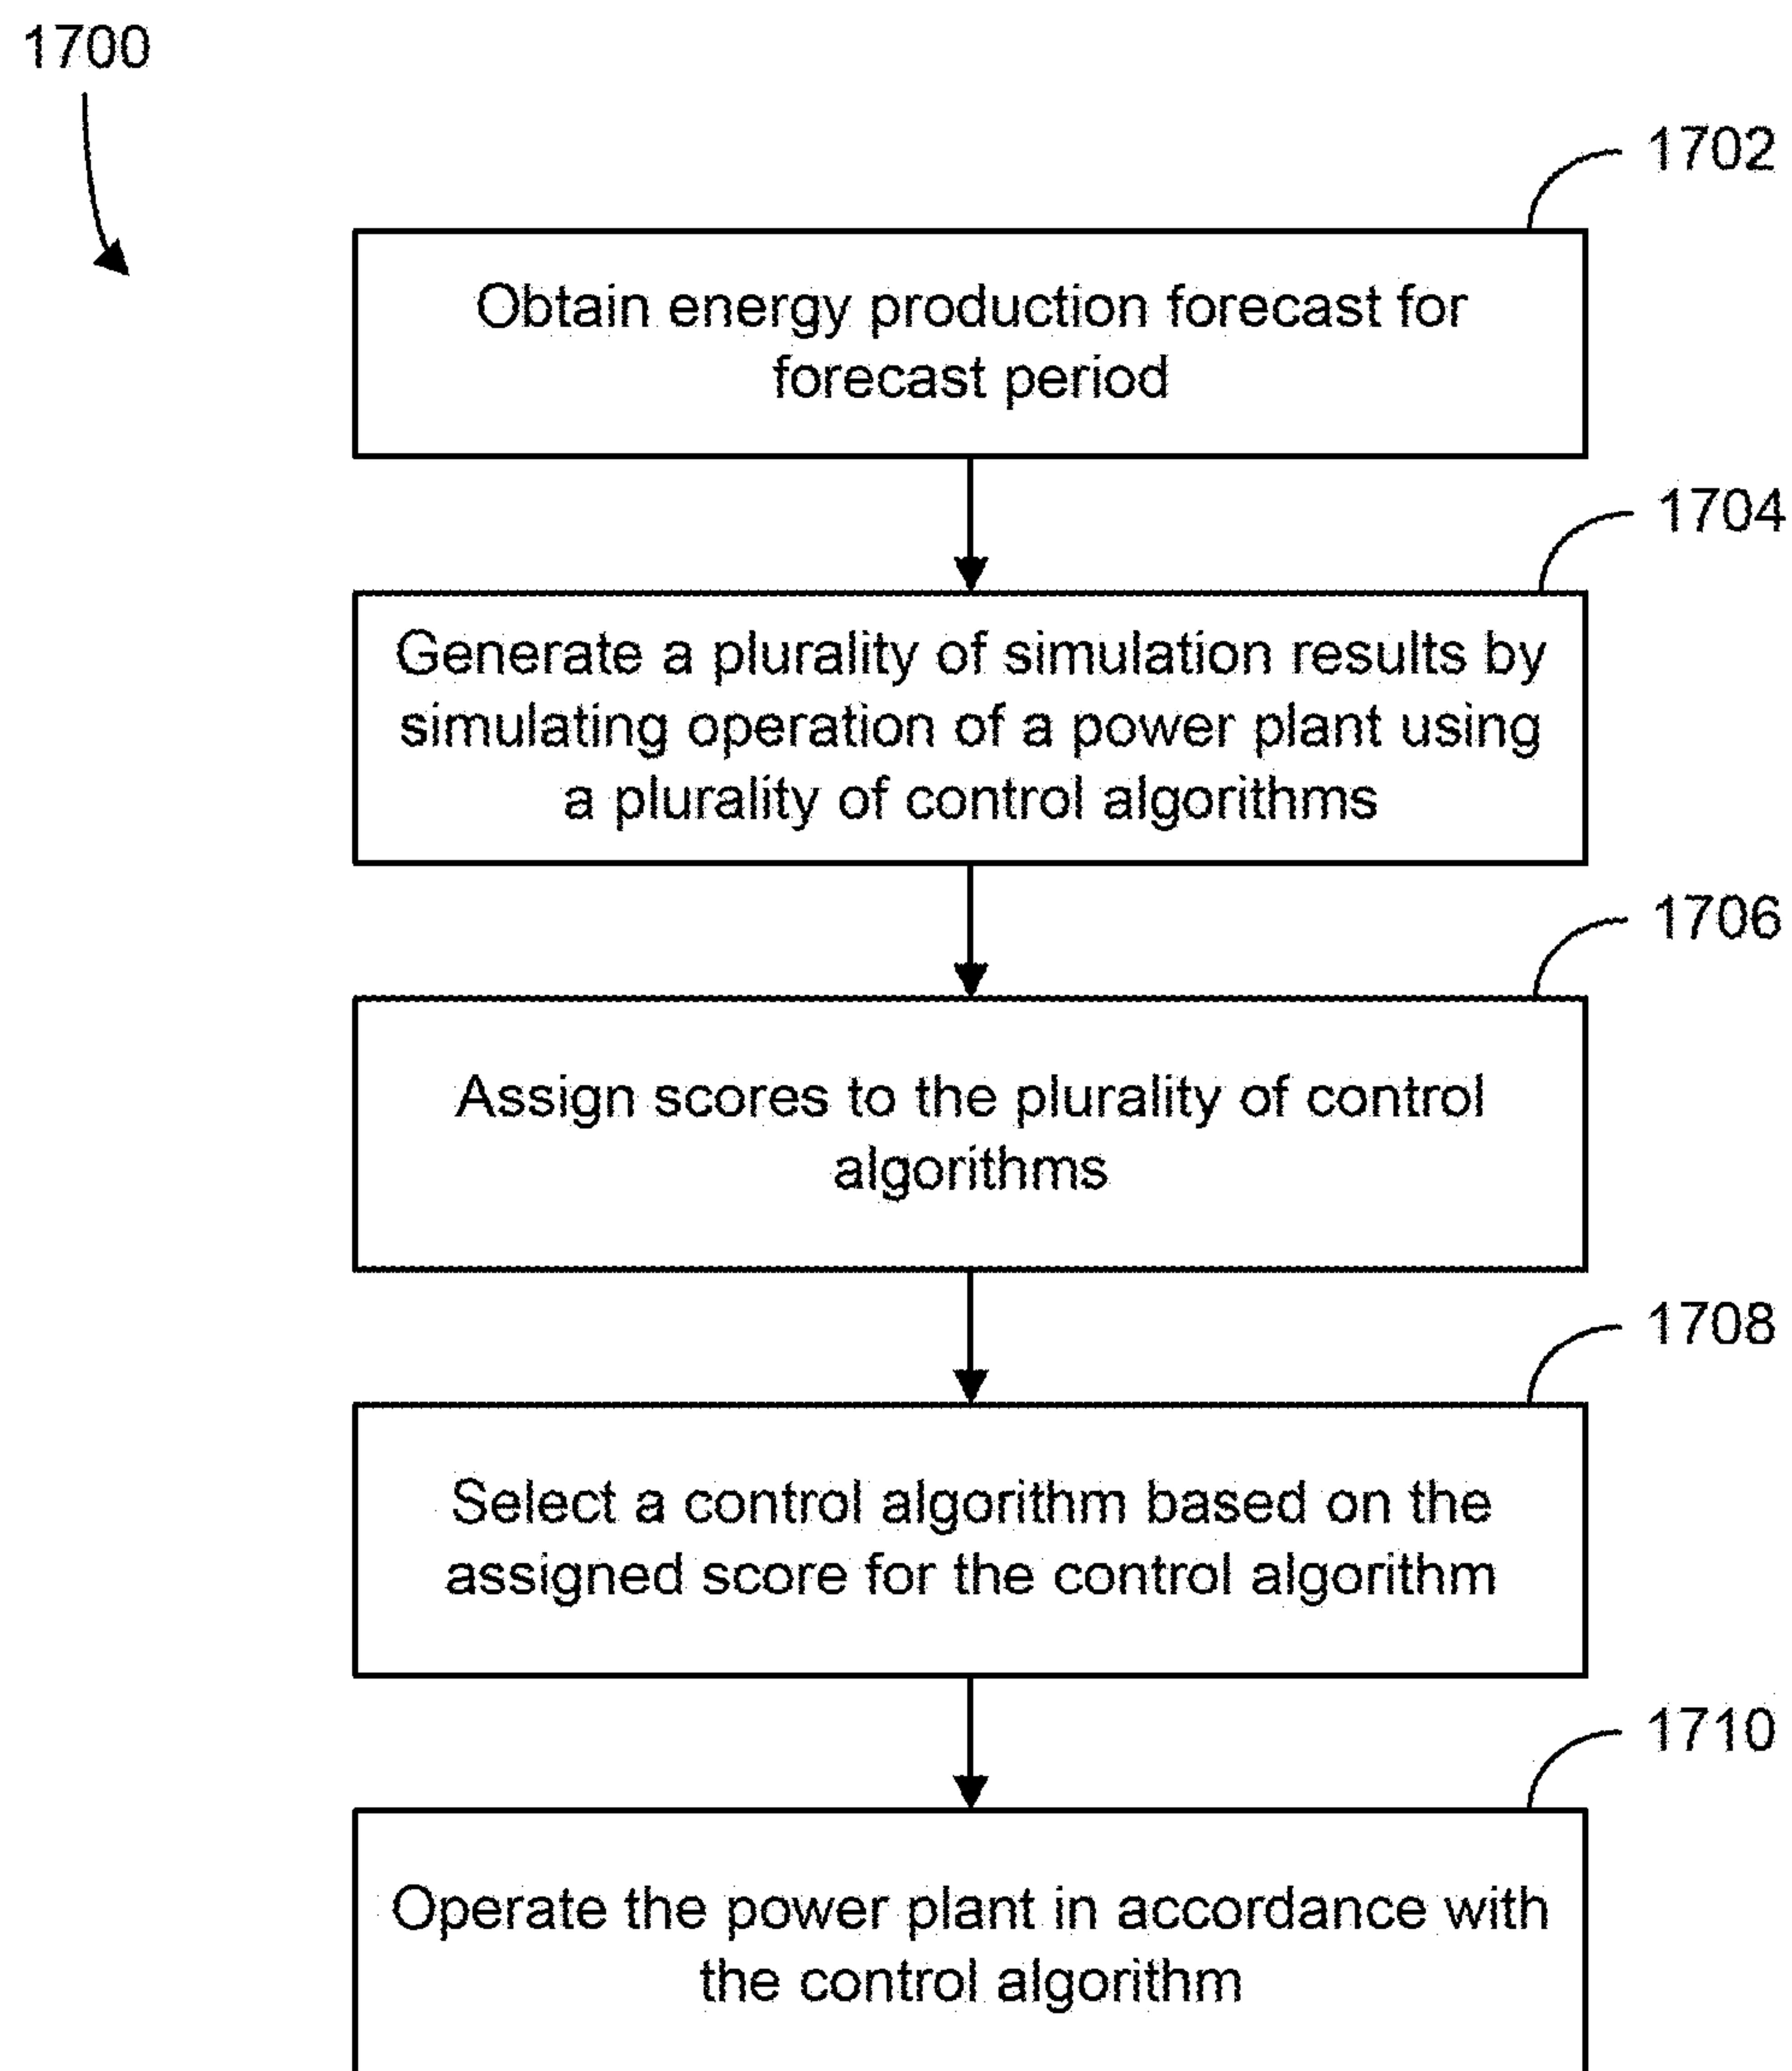 1700
1702
Obtain energy production forecast for
forecast period
1704
Generate a plurality of simulation results by
simulating operation of a power plant using
a plurality of control algorithms
1706
Assign scores to the plurality of control
algorithms
1708
Select a control algorithm based on the
assigned score for the control algorithm
1710
Operate the power plant in accordance with
the control algorithm